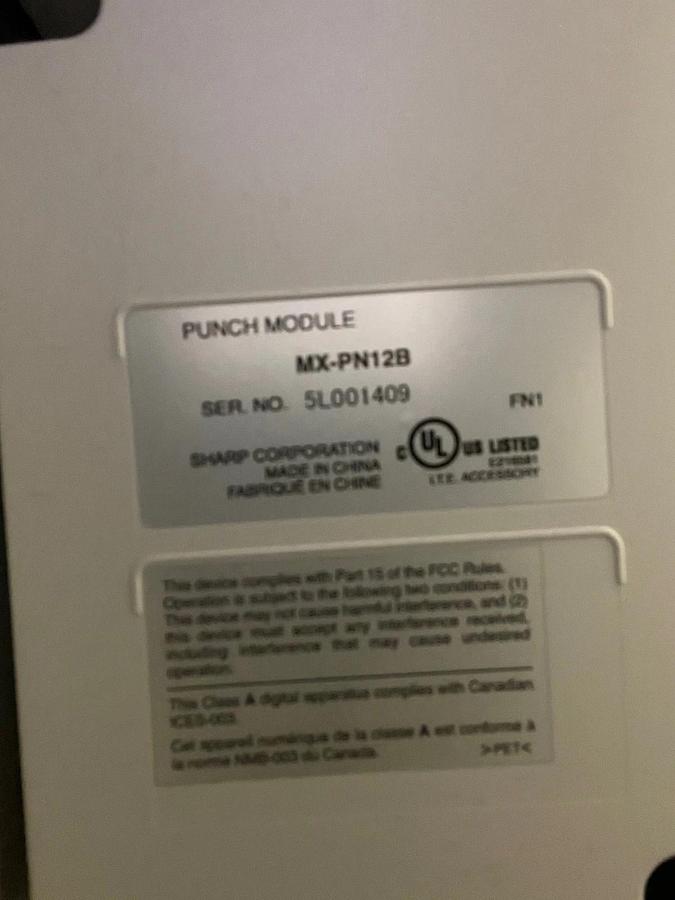 PUNCH MODULE
MX-PN12B
SER. NO. 5L001409
FN1
SHARP CORPORATION
MADE IN CHINA
FABRIQUÉ EN CHINE
C UL US LISTED
I.T.E. ACCESSORY
This device complies with Part 15 of the FCC Rules.
Operation is subject to the following two conditions: (1)
This device may not cause harmful interference, and (2)
this device must accept any interference received,
including interference that may cause undesired
operation.
This Class A digital apparatus complies with Canadian
ICES-003.
Cet appareil numérique de la classe A est conforme à
la norme NMB-003 du Canada.
>PET<